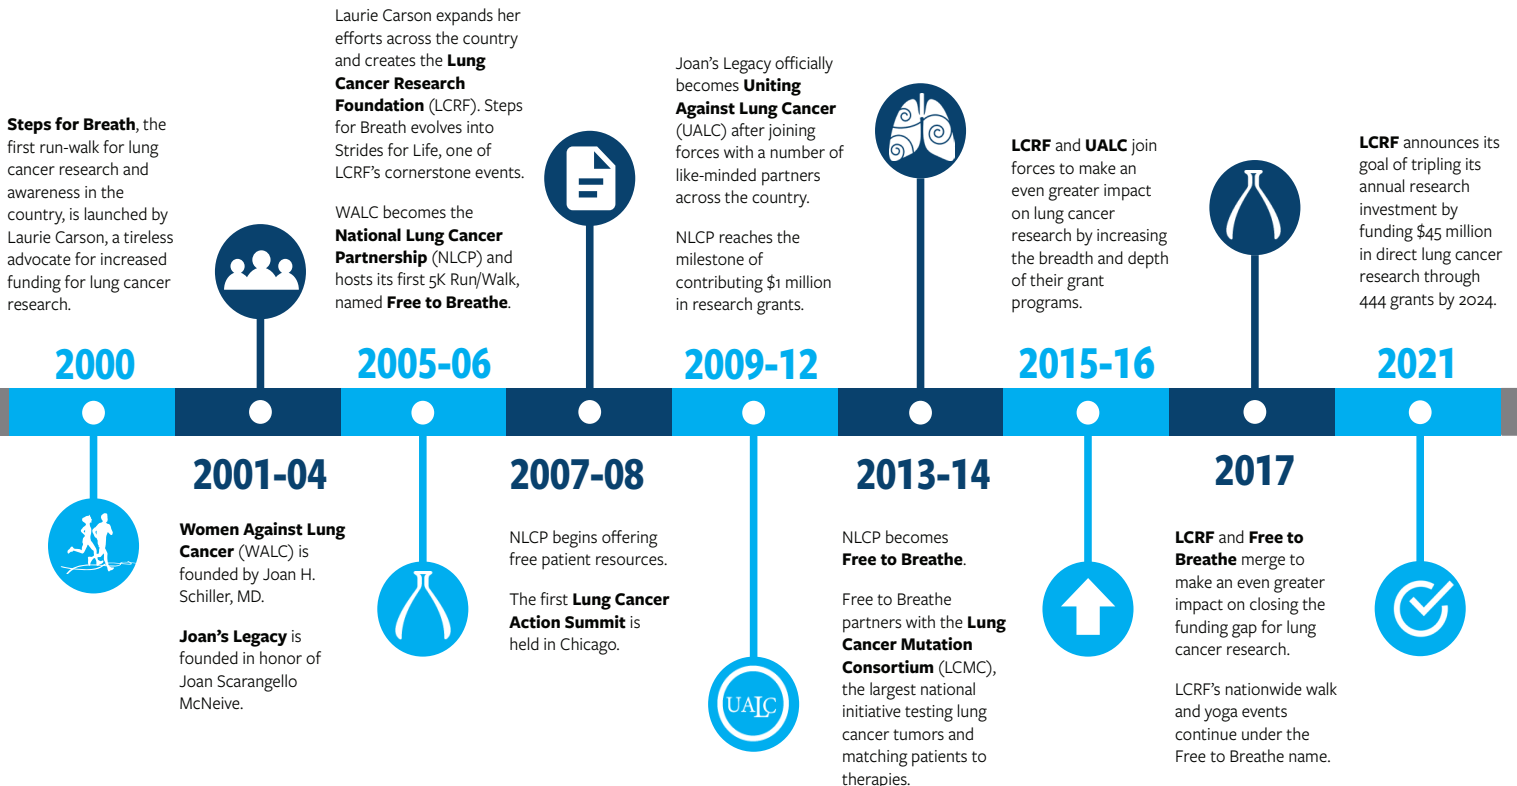 Steps for Breath, the
first run-walk for lung
cancer research and
awareness in the
country, is launched by
Laurie Carson, a tireless
advocate for increased
funding for lung cancer
research.
2000
2001-04
Women Against Lung
Cancer (WALC) is
founded by Joan H.
Schiller, MD.
Joan’s Legacy is
founded in honor of
Joan Scarangello
McNeive.
Laurie Carson expands her
efforts across the country
and creates the Lung
Cancer Research
Foundation (LCRF). Steps
for Breath evolves into
Strides for Life, one of
LCRF’s cornerstone events.
WALC becomes the
National Lung Cancer
Partnership (NLCP) and
hosts its first 5K Run/Walk,
named Free to Breathe.
2005-06
2007-08
NLCP begins offering
free patient resources.
The first Lung Cancer
Action Summit is
held in Chicago.
Joan’s Legacy officially
becomes Uniting
Against Lung Cancer
(UALC) after joining
forces with a number of
like-minded partners
across the country.
NLCP reaches the
milestone of
contributing $1 million
in research grants.
2009-12
UALC
2013-14
NLCP becomes
Free to Breathe.
Free to Breathe
partners with the Lung
Cancer Mutation
Consortium (LCMC),
the largest national
initiative testing lung
cancer tumors and
matching patients to
therapies.
LCRF and UALC join
forces to make an
even greater impact
on lung cancer
research by increasing
the breadth and depth
of their grant
programs.
2015-16
2017
LCRF and Free to
Breathe merge to
make an even greater
impact on closing the
funding gap for lung
cancer research.
LCRF’s nationwide walk
and yoga events
continue under the
Free to Breathe name.
LCRF announces its
goal of tripling its
annual research
investment by
funding $45 million
in direct lung cancer
research through
444 grants by 2024.
2021